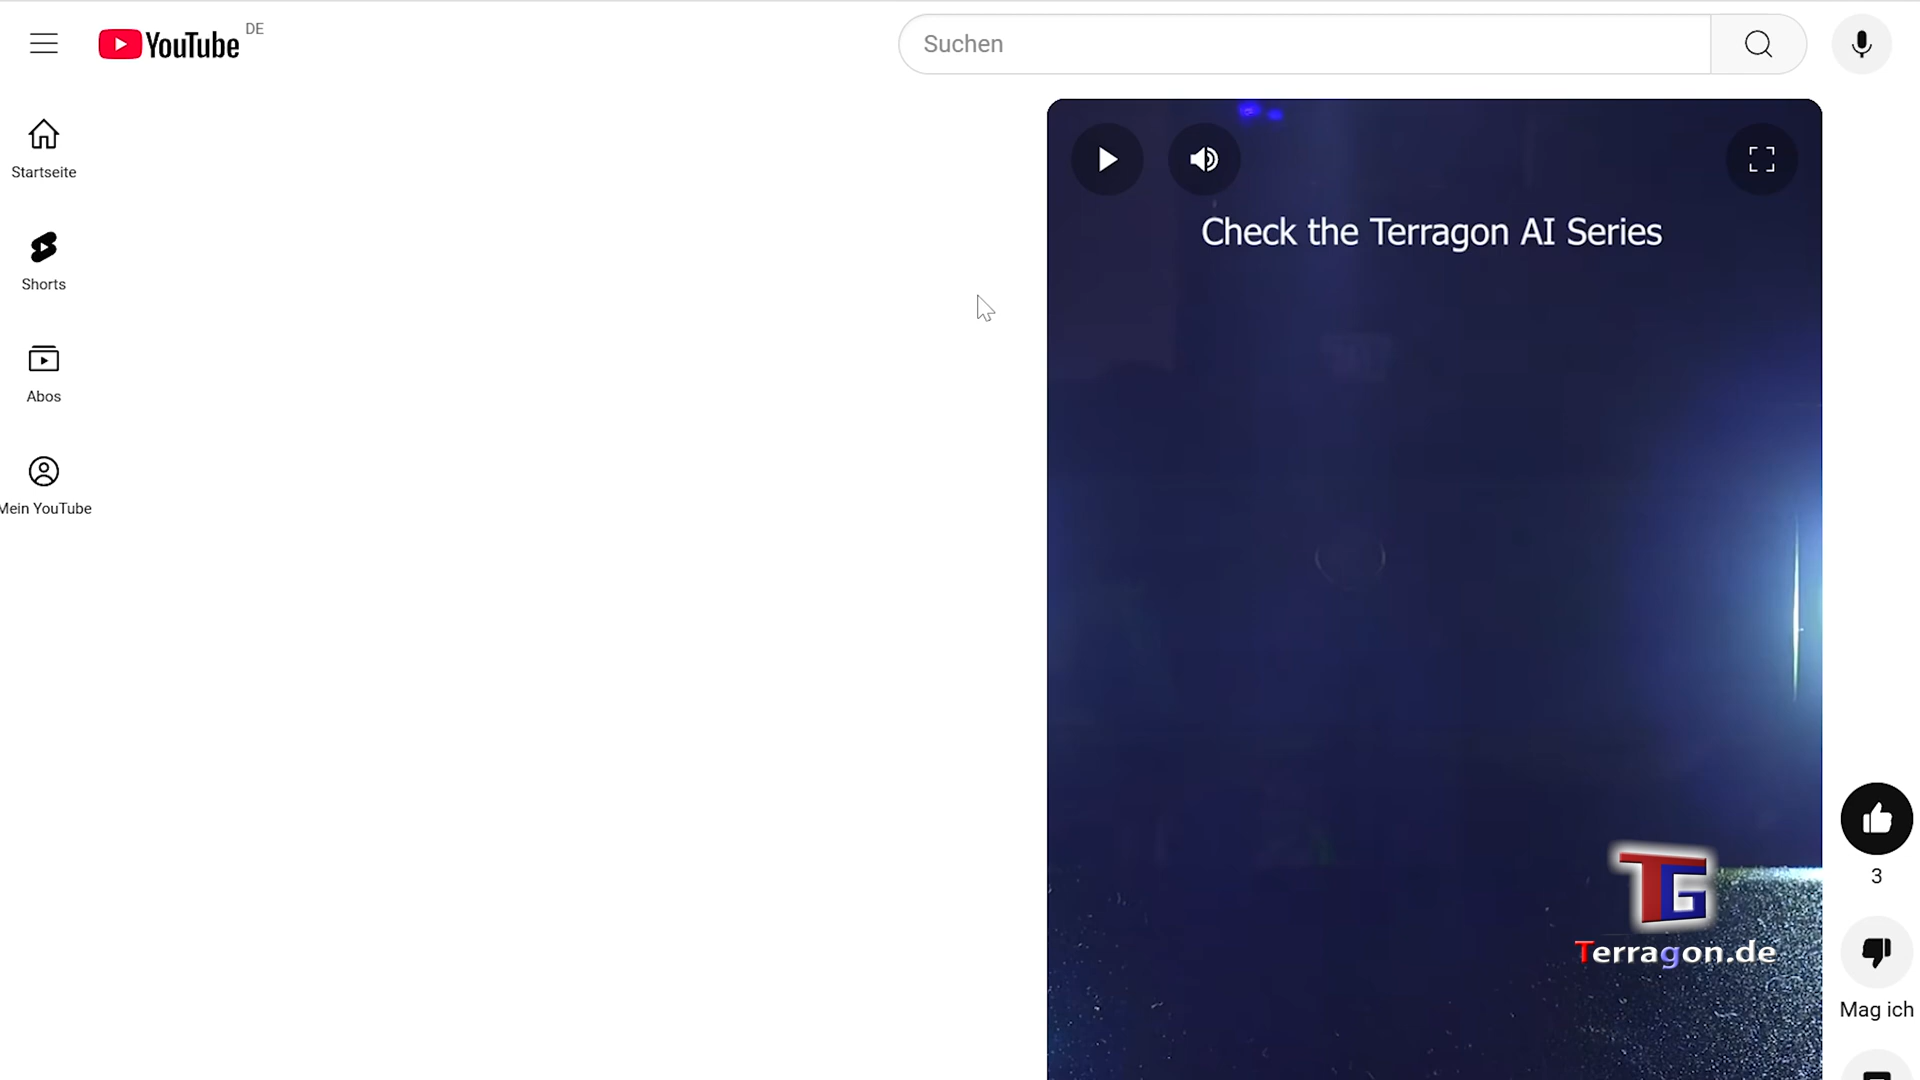 YouTube DE
Suchen
Startseite
Shorts
Abos
Mein YouTube
Check the Terragon AI Series
TG
Terragon.de
3
Mag ich